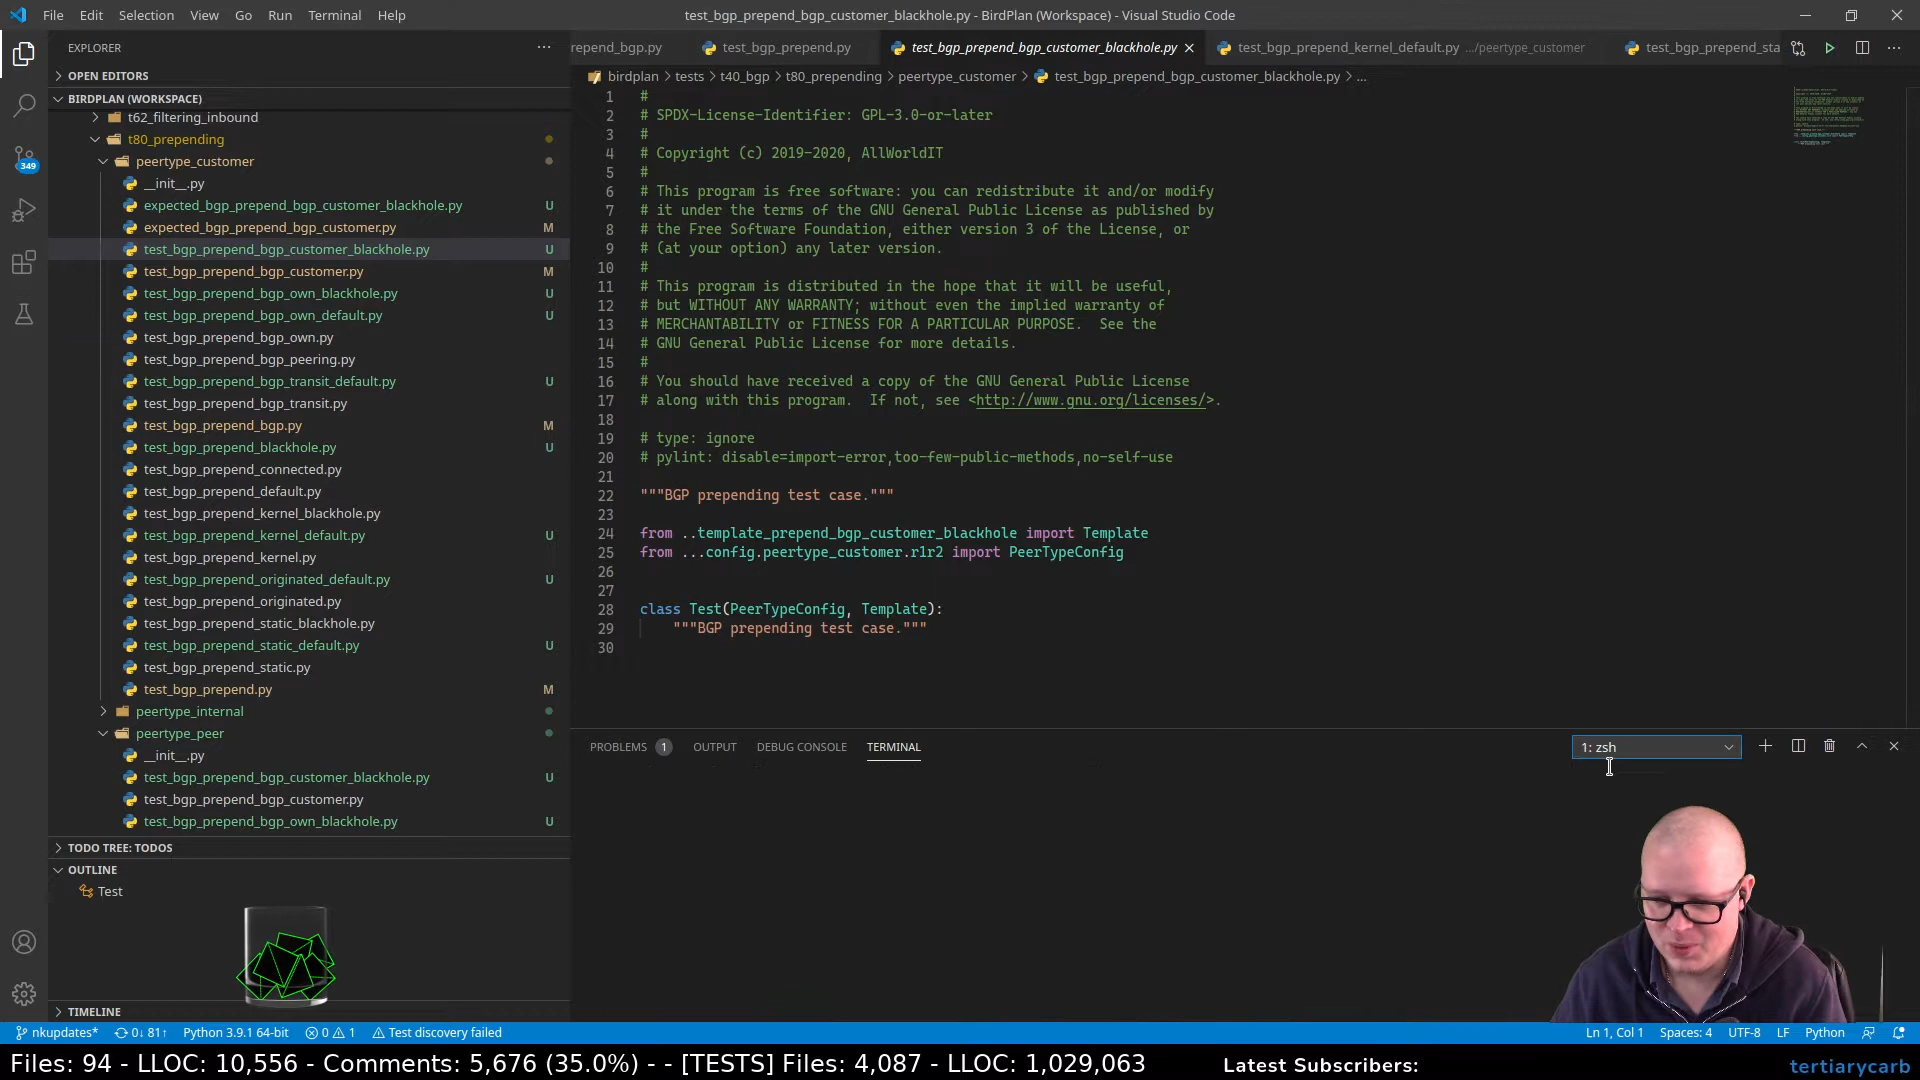 File Edit Selection View Go Run Terminal Help
test_bgp_prepend_bgp_customer_blackhole.py - BirdPlan (Workspace) - Visual Studio Code
EXPLORER
OPEN EDITORS
BIRDPLAN (WORKSPACE)
t62_filtering_inbound
t80_prepending
peertype_customer
__init__.py
expected_bgp_prepend_bgp_customer_blackhole.py U
expected_bgp_prepend_bgp_customer.py M
test_bgp_prepend_bgp_customer_blackhole.py U
test_bgp_prepend_bgp_customer.py M
test_bgp_prepend_bgp_own_blackhole.py U
test_bgp_prepend_bgp_own_default.py U
test_bgp_prepend_bgp_own.py
test_bgp_prepend_bgp_peering.py
test_bgp_prepend_bgp_transit_default.py U
test_bgp_prepend_bgp_transit.py
test_bgp_prepend_bgp.py M
test_bgp_prepend_blackhole.py U
test_bgp_prepend_connected.py
test_bgp_prepend_default.py
test_bgp_prepend_kernel_blackhole.py
test_bgp_prepend_kernel_default.py U
test_bgp_prepend_kernel.py
test_bgp_prepend_originated_default.py U
test_bgp_prepend_originated.py
test_bgp_prepend_static_blackhole.py
test_bgp_prepend_static_default.py U
test_bgp_prepend_static.py
test_bgp_prepend.py M
peertype_internal
peertype_peer
__init__.py
test_bgp_prepend_bgp_customer_blackhole.py U
test_bgp_prepend_bgp_customer.py
test_bgp_prepend_bgp_own_blackhole.py U
TODO TREE: TODOS
OUTLINE
Test
TIMELINE
349
repend_bgp.py test_bgp_prepend.py test_bgp_prepend_bgp_customer_blackhole.py test_bgp_prepend_kernel_default.py .../peertype_customer test_bgp_prepend_sta
birdplan > tests > t40_bgp > t80_prepending > peertype_customer > test_bgp_prepend_bgp_customer_blackhole.py > ...
1 #
2 # SPDX-License-Identifier: GPL-3.0-or-later
3 #
4 # Copyright (c) 2019-2020, AllWorldIT
5 #
6 # This program is free software: you can redistribute it and/or modify
7 # it under the terms of the GNU General Public License as published by
8 # the Free Software Foundation, either version 3 of the License, or
9 # (at your option) any later version.
10 #
11 # This program is distributed in the hope that it will be useful,
12 # but WITHOUT ANY WARRANTY; without even the implied warranty of
13 # MERCHANTABILITY or FITNESS FOR A PARTICULAR PURPOSE.  See the
14 # GNU General Public License for more details.
15 #
16 # You should have received a copy of the GNU General Public License
17 # along with this program.  If not, see <http://www.gnu.org/licenses/>.
18
19 # type: ignore
20 # pylint: disable=import-error,too-few-public-methods,no-self-use
21
22 """BGP prepending test case."""
23
24 from ..template_prepend_bgp_customer_blackhole import Template
25 from ...config.peertype_customer.r1r2 import PeerTypeConfig
26
27
28 class Test(PeerTypeConfig, Template):
29     """BGP prepending test case."""
30
PROBLEMS 1 OUTPUT DEBUG CONSOLE TERMINAL
1: zsh
nkupdates* 0↓ 81↑ Python 3.9.1 64-bit 0 1 Test discovery failed
Ln 1, Col 1 Spaces: 4 UTF-8 LF Python
Files: 94 - LLOC: 10,556 - Comments: 5,676 (35.0%) - - [TESTS] Files: 4,087 - LLOC: 1,029,063
Latest Subscribers:
tertiarycarb